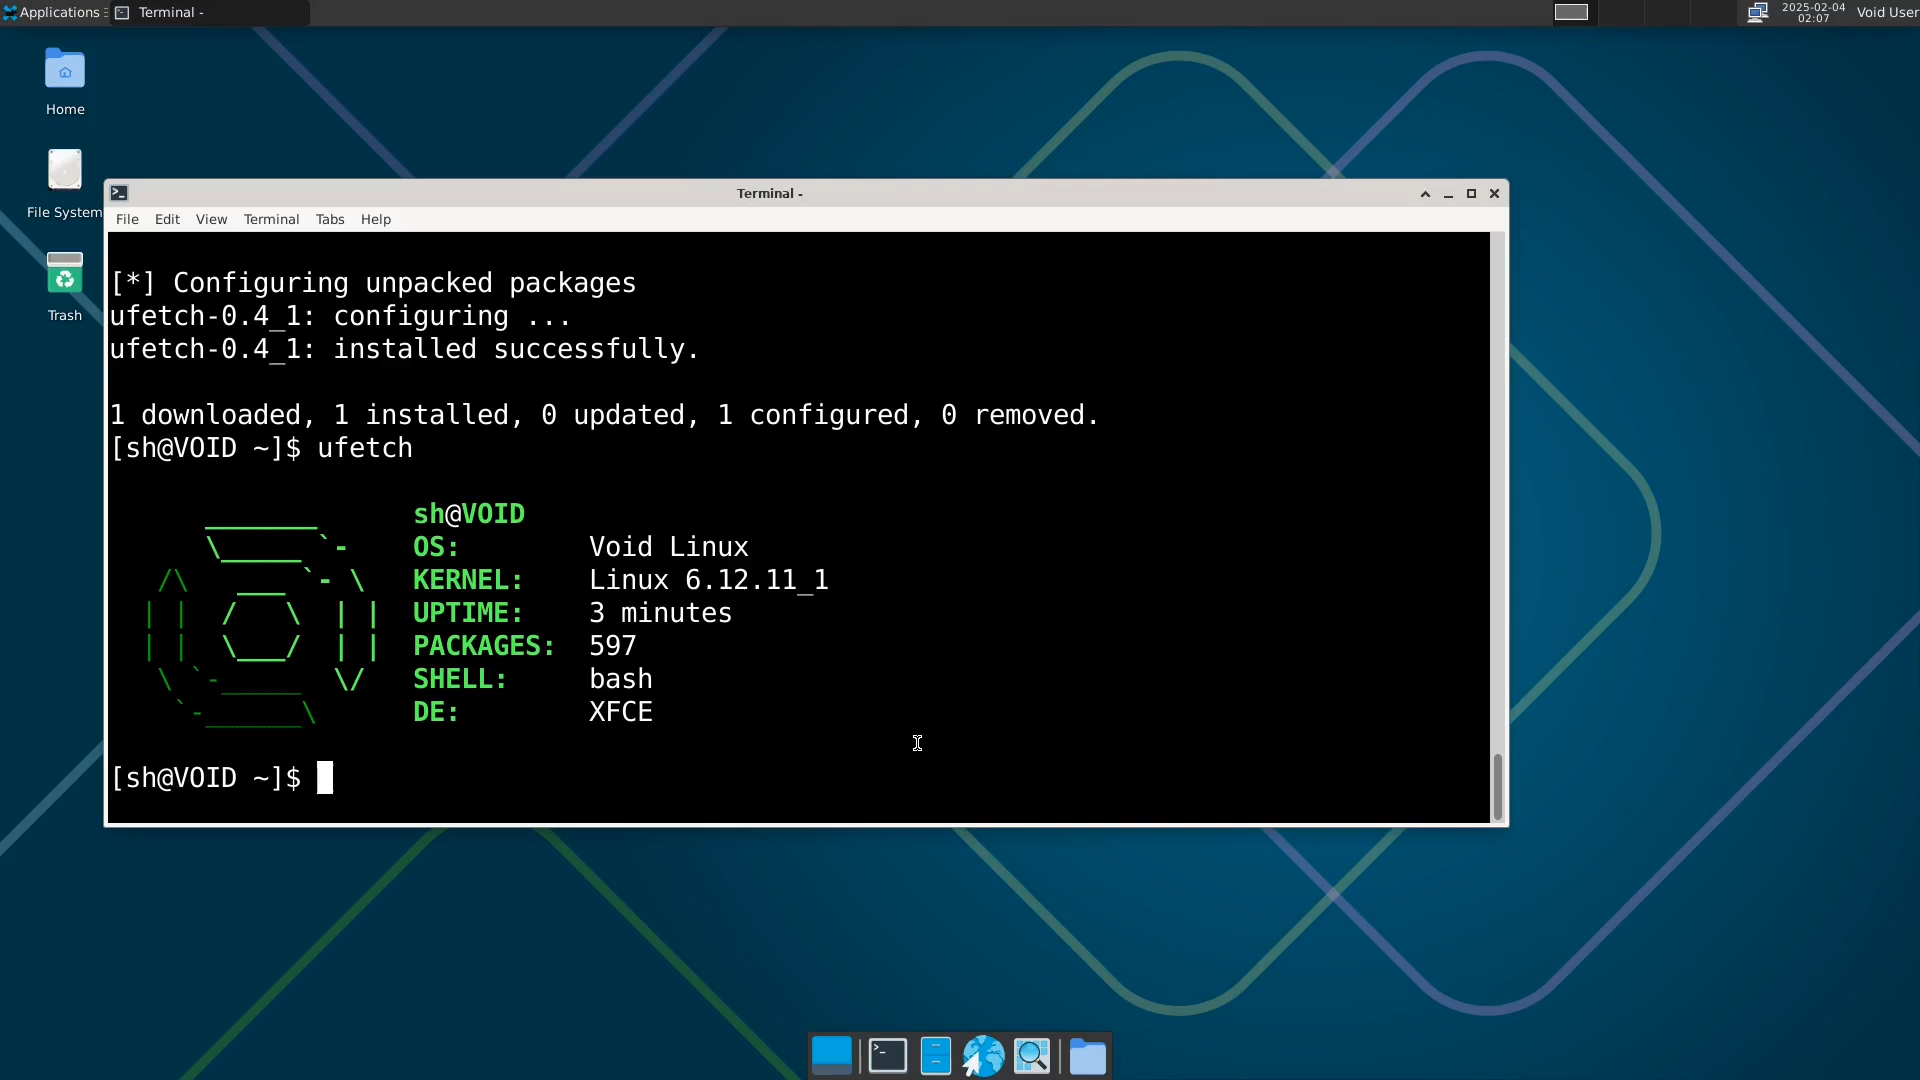 Applications
Terminal -
2025-02-04
02:07
Void User
Home
File System
Trash
Terminal -
File Edit View Terminal Tabs Help
[*] Configuring unpacked packages
ufetch-0.4_1: configuring ...
ufetch-0.4_1: installed successfully.
1 downloaded, 1 installed, 0 updated, 1 configured, 0 removed.
[sh@VOID ~]$ ufetch
sh@VOID
OS: Void Linux
KERNEL: Linux 6.12.11_1
UPTIME: 3 minutes
PACKAGES: 597
SHELL: bash
DE: XFCE
[sh@VOID ~]$